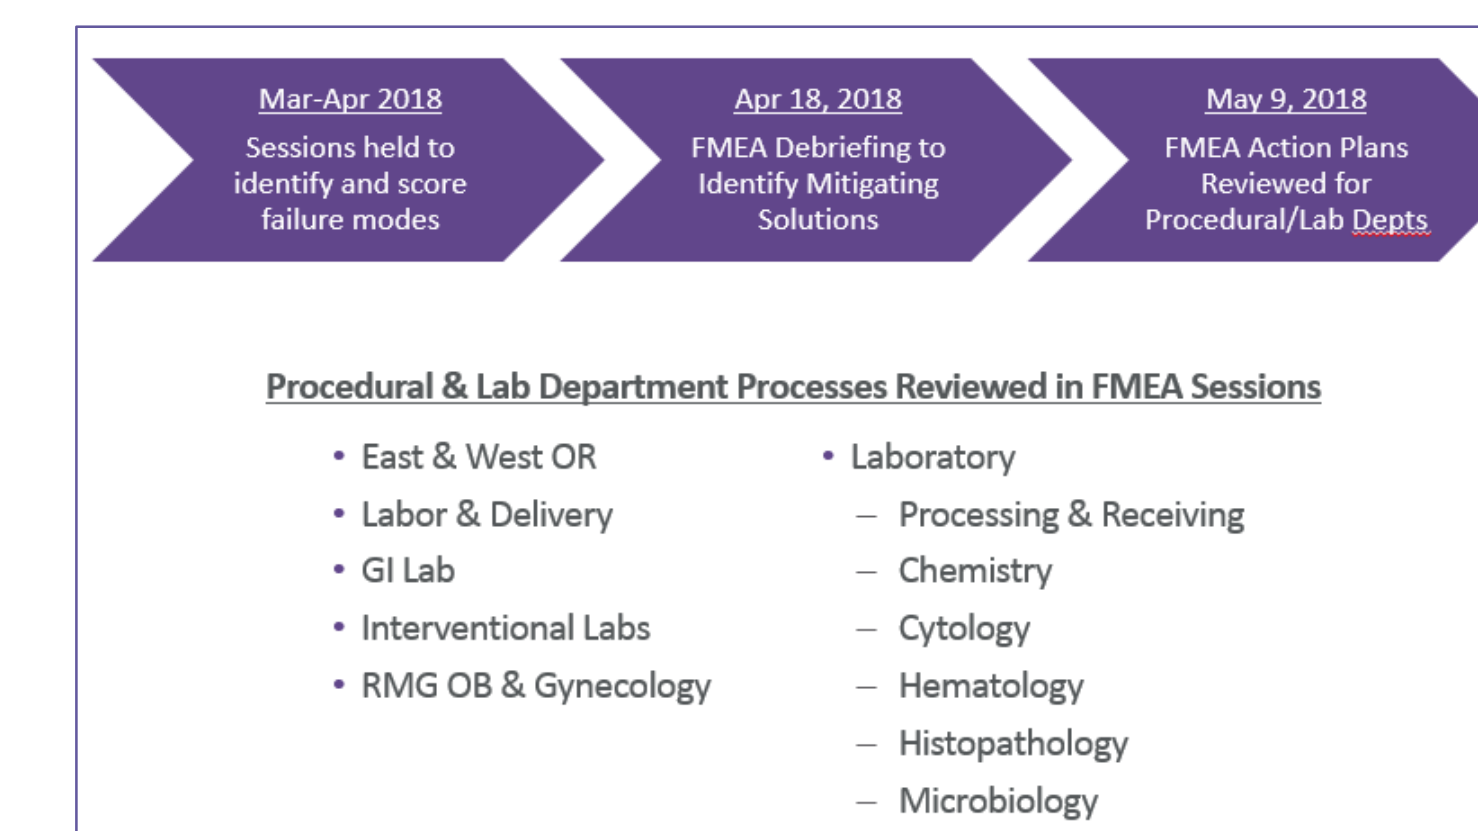 Mar-Apr 2018
Sessions held to
identify and score
failure modes
Apr 18, 2018
FMEA Debriefing to
Identify Mitigating
Solutions
May 9, 2018
FMEA Action Plans
Reviewed for
Procedural/Lab Depts
Procedural & Lab Department Processes Reviewed in FMEA Sessions
• East & West OR
• Labor & Delivery
• GI Lab
• Interventional Labs
• RMG OB & Gynecology
• Laboratory
– Processing & Receiving
– Chemistry
– Cytology
– Hematology
– Histopathology
– Microbiology